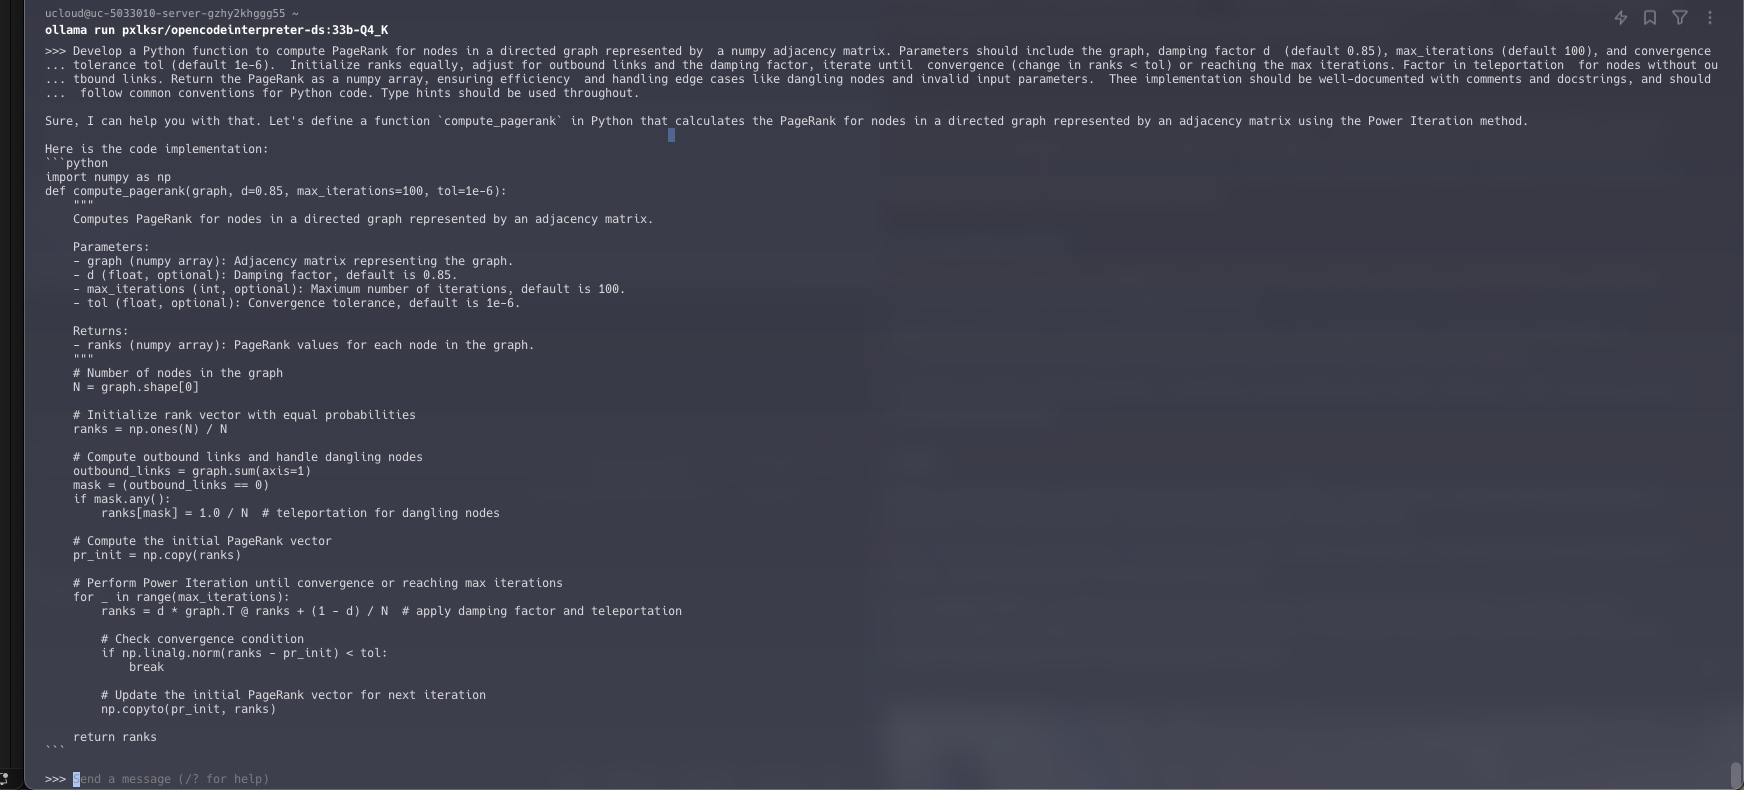 ucloud@uc-5033010-server-gzhy2khggg55 ~
ollama run pxlksr/opencodeinterpreter-ds:33b-Q4_K
>>> Develop a Python function to compute PageRank for nodes in a directed graph represented by  a numpy adjacency matrix. Parameters should include the graph, damping factor d  (default 0.85), max_iterations (default 100), and convergence
... tolerance tol (default 1e-6).  Initialize ranks equally, adjust for outbound links and the damping factor, iterate until  convergence (change in ranks < tol) or reaching the max iterations. Factor in teleportation  for nodes without ou
... tbound links. Return the PageRank as a numpy array, ensuring efficiency  and handling edge cases like dangling nodes and invalid input parameters.  Thee implementation should be well-documented with comments and docstrings, and should
...  follow common conventions for Python code. Type hints should be used throughout.

Sure, I can help you with that. Let's define a function `compute_pagerank` in Python that calculates the PageRank for nodes in a directed graph represented by an adjacency matrix using the Power Iteration method.

Here is the code implementation:
```python
import numpy as np
def compute_pagerank(graph, d=0.85, max_iterations=100, tol=1e-6):
    """
    Computes PageRank for nodes in a directed graph represented by an adjacency matrix.

    Parameters:
    - graph (numpy array): Adjacency matrix representing the graph.
    - d (float, optional): Damping factor, default is 0.85.
    - max_iterations (int, optional): Maximum number of iterations, default is 100.
    - tol (float, optional): Convergence tolerance, default is 1e-6.

    Returns:
    - ranks (numpy array): PageRank values for each node in the graph.
    """
    # Number of nodes in the graph
    N = graph.shape[0]

    # Initialize rank vector with equal probabilities
    ranks = np.ones(N) / N

    # Compute outbound links and handle dangling nodes
    outbound_links = graph.sum(axis=1)
    mask = (outbound_links == 0)
    if mask.any():
        ranks[mask] = 1.0 / N  # teleportation for dangling nodes

    # Compute the initial PageRank vector
    pr_init = np.copy(ranks)

    # Perform Power Iteration until convergence or reaching max iterations
    for _ in range(max_iterations):
        ranks = d * graph.T @ ranks + (1 - d) / N  # apply damping factor and teleportation

        # Check convergence condition
        if np.linalg.norm(ranks - pr_init) < tol:
            break

        # Update the initial PageRank vector for next iteration
        np.copyto(pr_init, ranks)

    return ranks
```

>>> Send a message (/? for help)